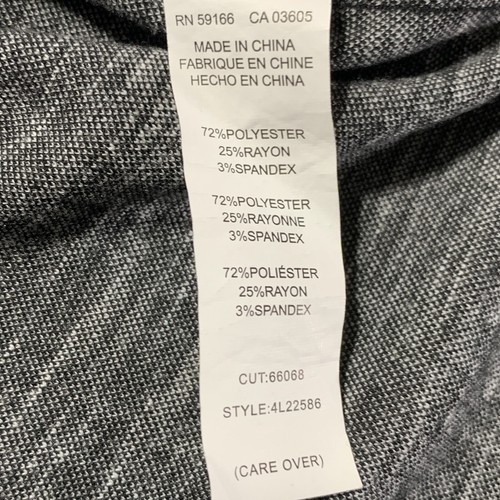 RN 59166 CA 03605
MADE IN CHINA
FABRIQUE EN CHINE
HECHO EN CHINA
72%POLYESTER
25%RAYON
3%SPANDEX
72%POLYESTER
25%RAYONNE
3%SPANDEX
72%POLIÉSTER
25%RAYON
3%SPANDEX
CUT:66068
STYLE:4L22586
(CARE OVER)